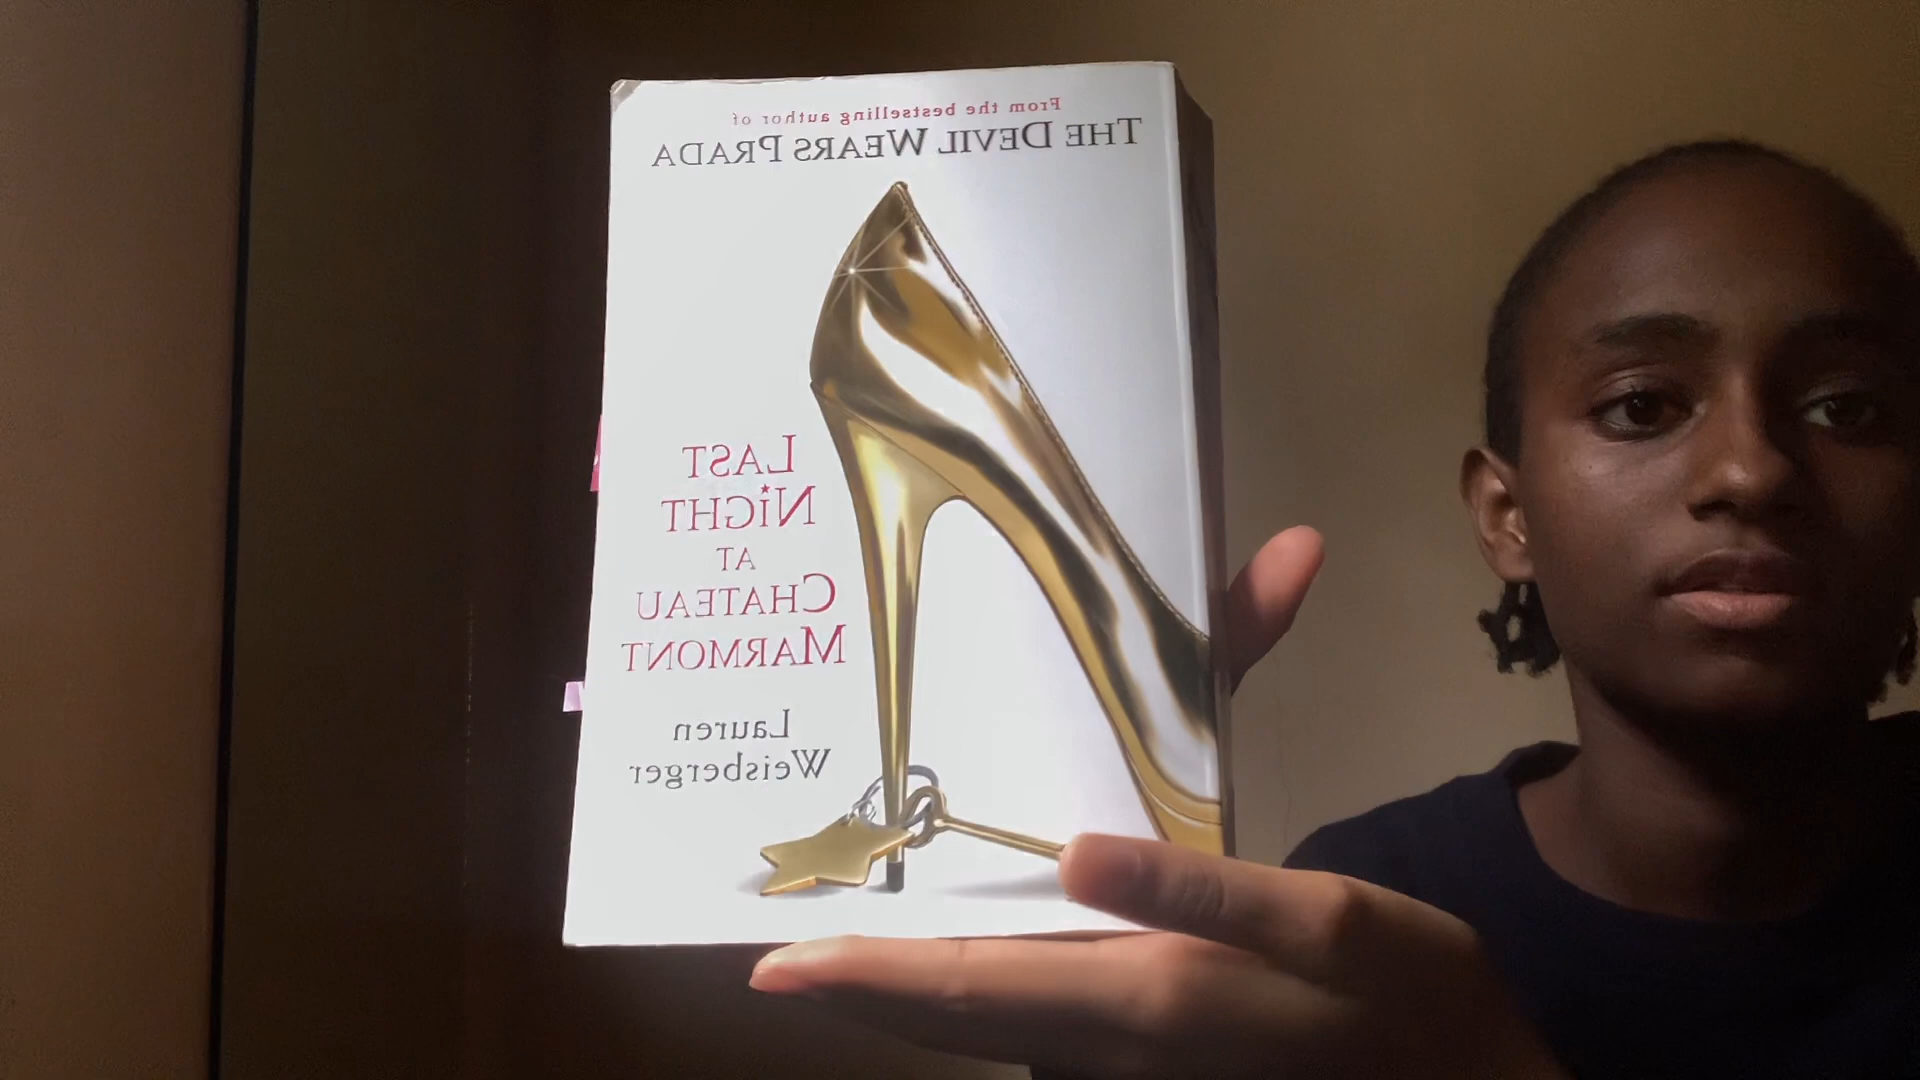 From the bestselling author of
THE DEVIL WEARS PRADA
LAST
NiGHT
AT
CHATEAU
MARMONT
Lauren
Weisberger